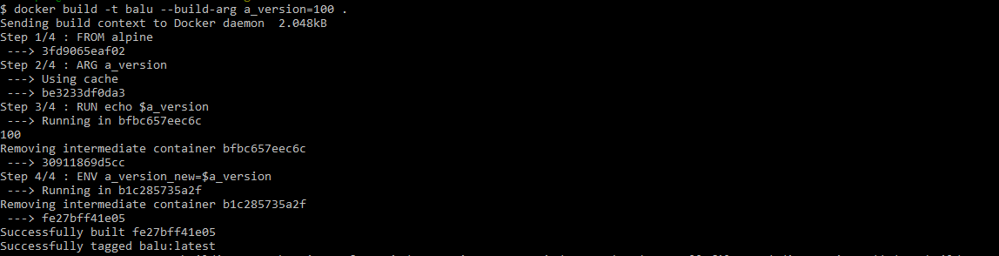 $ docker build -t balu --build-arg a_version=100 .
Sending build context to Docker daemon  2.048kB
Step 1/4 : FROM alpine
 ---> 3fd9065eaf02
Step 2/4 : ARG a_version
 ---> Using cache
 ---> be3233df0da3
Step 3/4 : RUN echo $a_version
 ---> Running in bfbc657eec6c
100
Removing intermediate container bfbc657eec6c
 ---> 30911869d5cc
Step 4/4 : ENV a_version_new=$a_version
 ---> Running in b1c285735a2f
Removing intermediate container b1c285735a2f
 ---> fe27bff41e05
Successfully built fe27bff41e05
Successfully tagged balu:latest